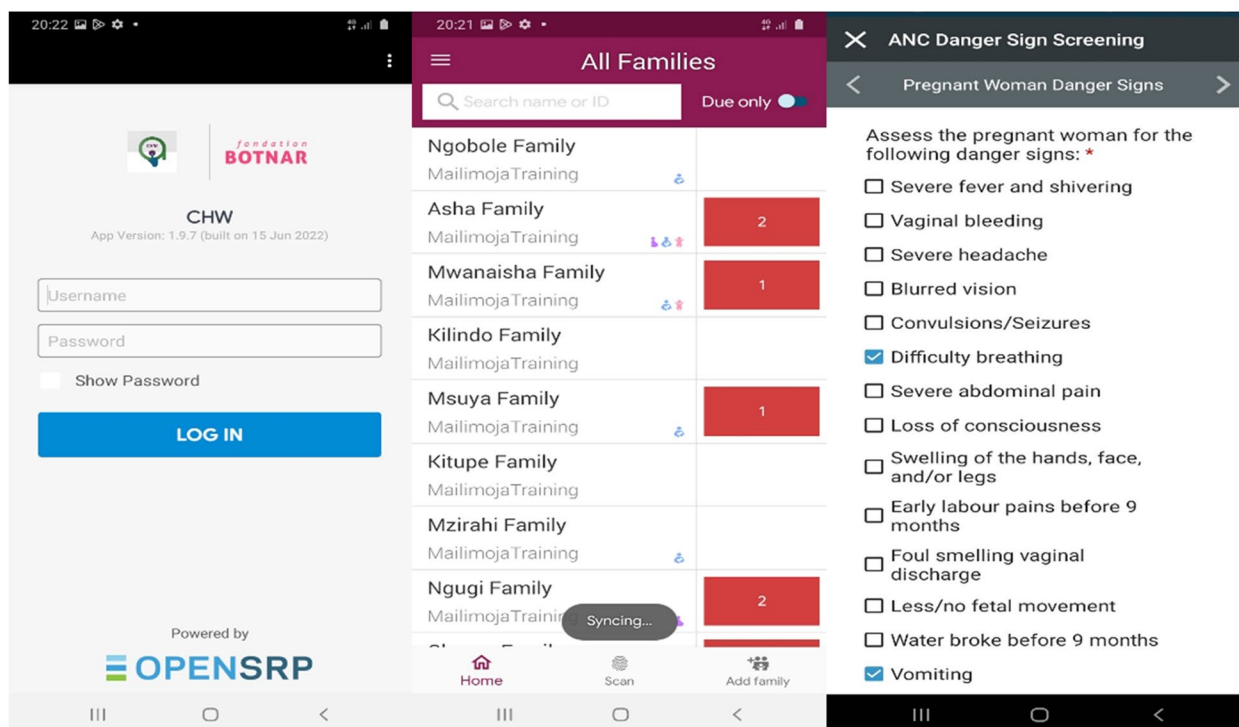 20:22
4G
CHW
fondation
BOTNAR
CHW
App Version: 1.9.7 (built on 15 Jun 2022)
Username
Password
Show Password
LOG IN
Powered by
OPENSRP
20:21
4G
All Families
Search name or ID
Due only
Ngobole Family
MailimojaTraining
Asha Family
MailimojaTraining
2
Mwanaisha Family
MailimojaTraining
1
Kilindo Family
MailimojaTraining
Msuya Family
MailimojaTraining
1
Kitupe Family
MailimojaTraining
Mzirahi Family
MailimojaTraining
Ngugi Family
MailimojaTraining
2
Syncing...
Home
Scan
Add family
ANC Danger Sign Screening
Pregnant Woman Danger Signs
Assess the pregnant woman for the
following danger signs: *
Severe fever and shivering
Vaginal bleeding
Severe headache
Blurred vision
Convulsions/Seizures
Difficulty breathing
Severe abdominal pain
Loss of consciousness
Swelling of the hands, face,
and/or legs
Early labour pains before 9
months
Foul smelling vaginal
discharge
Less/no fetal movement
Water broke before 9 months
Vomiting